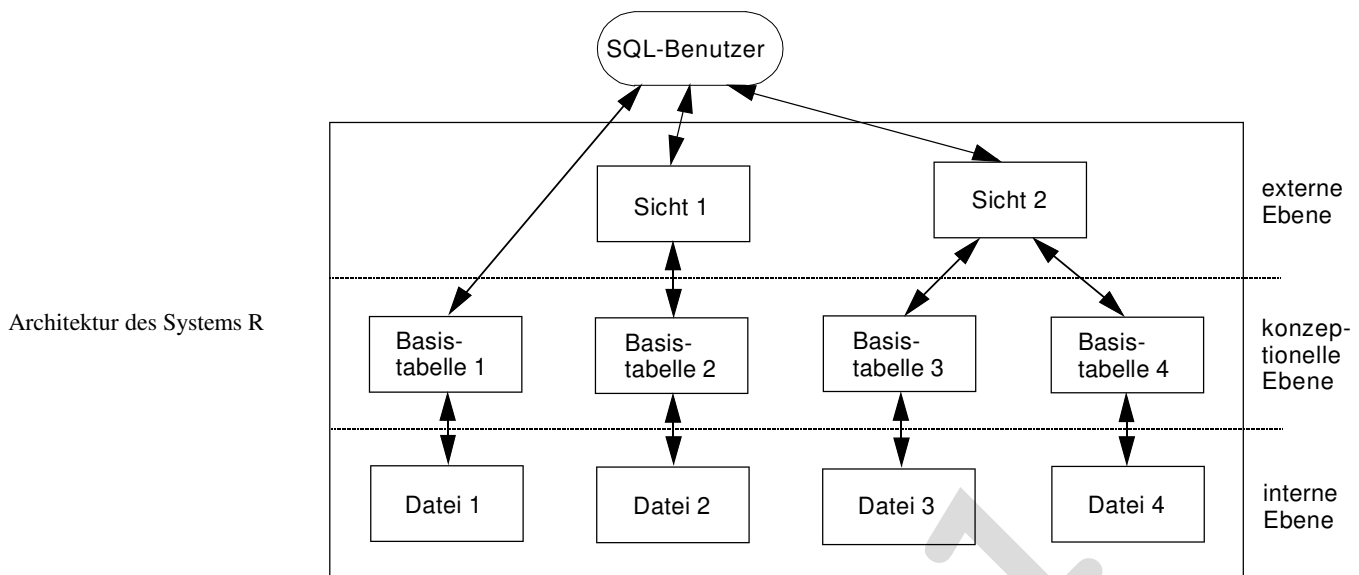 SQL-Benutzer
Sicht 1
Sicht 2
externe
Ebene
Architektur des Systems R
Basis-
tabelle 1
Basis-
tabelle 2
Basis-
tabelle 3
Basis-
tabelle 4
konzep-
tionelle
Ebene
Datei 1
Datei 2
Datei 3
Datei 4
interne
Ebene